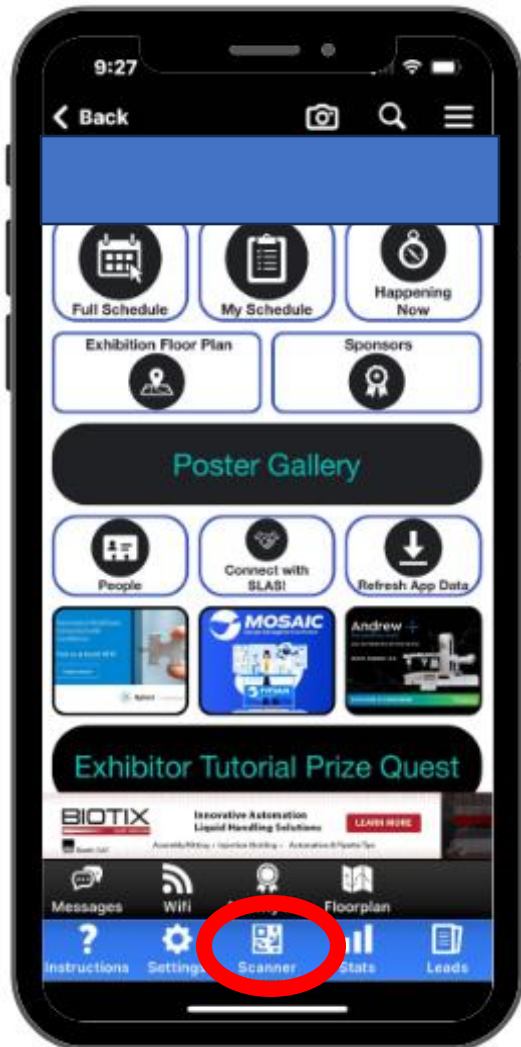 9:27
Back
Full Schedule
My Schedule
Happening
Now
Exhibition Floor Plan
Sponsors
Poster Gallery
People
Connect with
SLAS!
Refresh App Data
MOSAIC
TITIAN
Andrew +
Exhibitor Tutorial Prize Quest
BIOTIX
Innovative Automation
Liquid Handling Solutions
LEARN MORE
Messages
Wifi
Floorplan
Instructions
Settings
Scanner
Stats
Leads